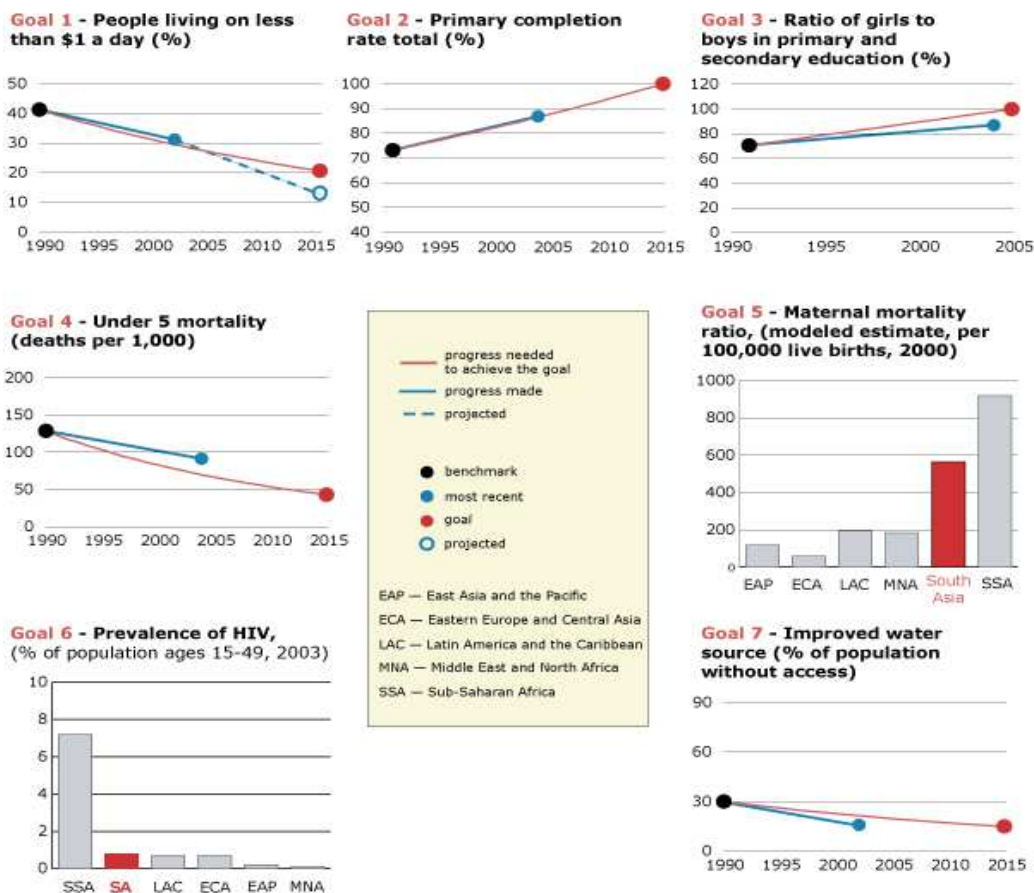 Goal 1 - People living on less
than $1 a day (%)
50
40
30
20
10
0
1990 1995 2000 2005 2010 2015
Goal 2 - Primary completion
rate total (%)
100
90
80
70
60
50
40
1990 1995 2000 2005 2010 2015
Goal 3 - Ratio of girls to
boys in primary and
secondary education (%)
120
100
80
60
40
20
0
1990 1995 2000 2005
Goal 4 - Under 5 mortality
(deaths per 1,000)
200
150
100
50
0
1990 1995 2000 2005 2010 2015
progress needed
to achieve the goal
progress made
projected
benchmark
most recent
goal
projected
EAP — East Asia and the Pacific
ECA — Eastern Europe and Central Asia
LAC — Latin America and the Caribbean
MNA — Middle East and North Africa
SSA — Sub-Saharan Africa
Goal 5 - Maternal mortality
ratio, (modeled estimate, per
100,000 live births, 2000)
1000
800
600
400
200
0
EAP ECA LAC MNA South Asia SSA
Goal 6 - Prevalence of HIV,
(% of population ages 15-49, 2003)
10
8
6
4
2
0
SSA SA LAC ECA EAP MNA
Goal 7 - Improved water
source (% of population
without access)
90
60
30
0
1990 1995 2000 2005 2010 2015